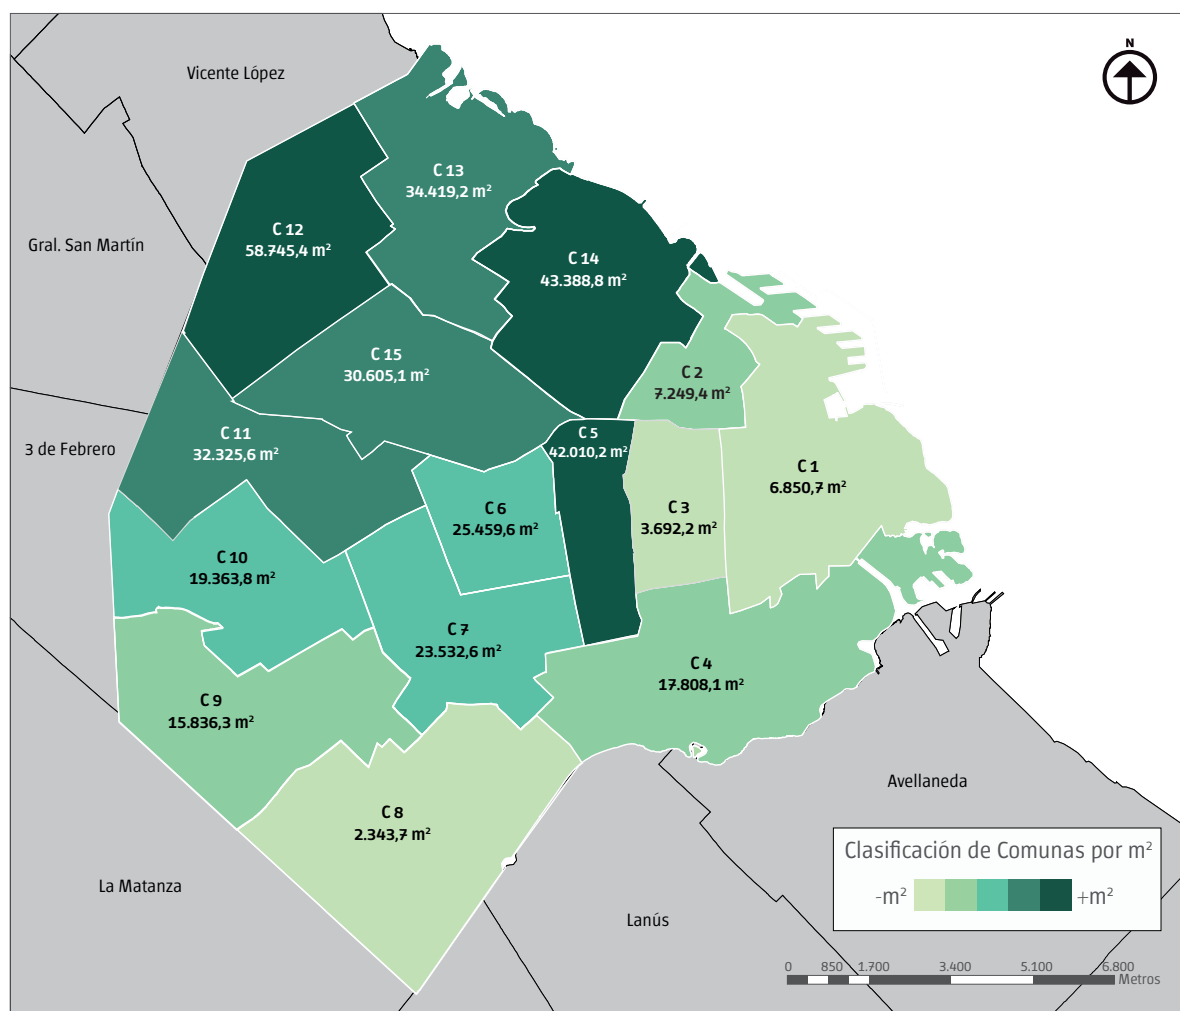 N
Vicente López
C 13
34.419,2 m²
C 12
58.745,4 m²
Gral. San Martín
C 14
43.388,8 m²
C 15
30.605,1 m²
C 2
7.249,4 m²
C 11
32.325,6 m²
3 de Febrero
C 5
42.010,2 m²
C 1
6.850,7 m²
C 6
25.459,6 m²
C 3
3.692,2 m²
C 10
19.363,8 m²
C 7
23.532,6 m²
C 4
17.808,1 m²
C 9
15.836,3 m²
Avellaneda
C 8
2.343,7 m²
La Matanza
Lanús
Clasificación de Comunas por m²
-m² +m²
0 850 1.700 3.400 5.100 6.800
Metros